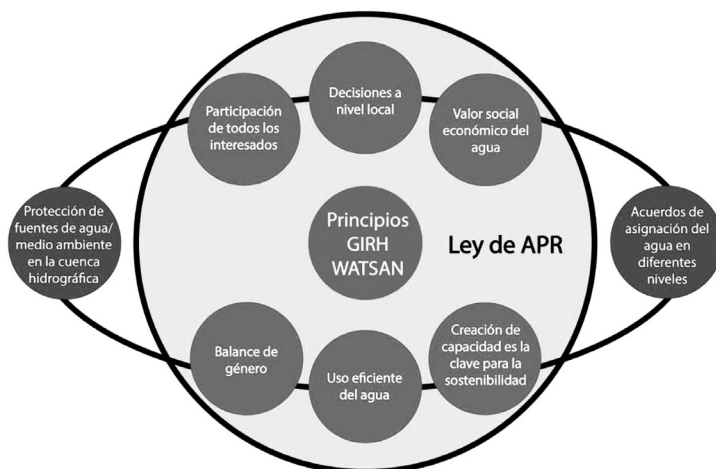 Decisiones a
nivel local
Participación
de todos los
interesados
Valor social
económico del
agua
Protección de
fuentes de agua/
medio ambiente
en la cuenca
hidrográfica
Principios
GIRH
WATSAN
Ley de APR
Acuerdos de
asignación del
agua en
diferentes
niveles
Balance de
género
Uso eficiente
del agua
Creación de
capacidad es la
clave para la
sostenibilidad